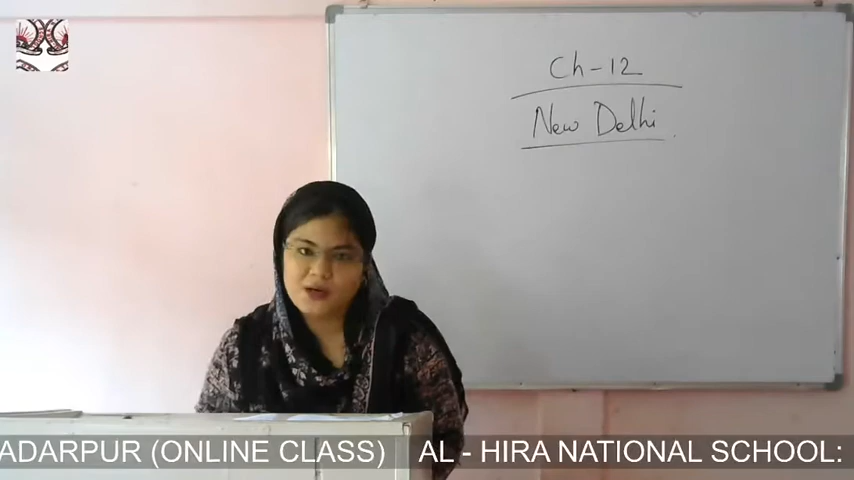 Ch-12
New Delhi
ADARPUR (ONLINE CLASS) AL - HIRA NATIONAL SCHOOL: